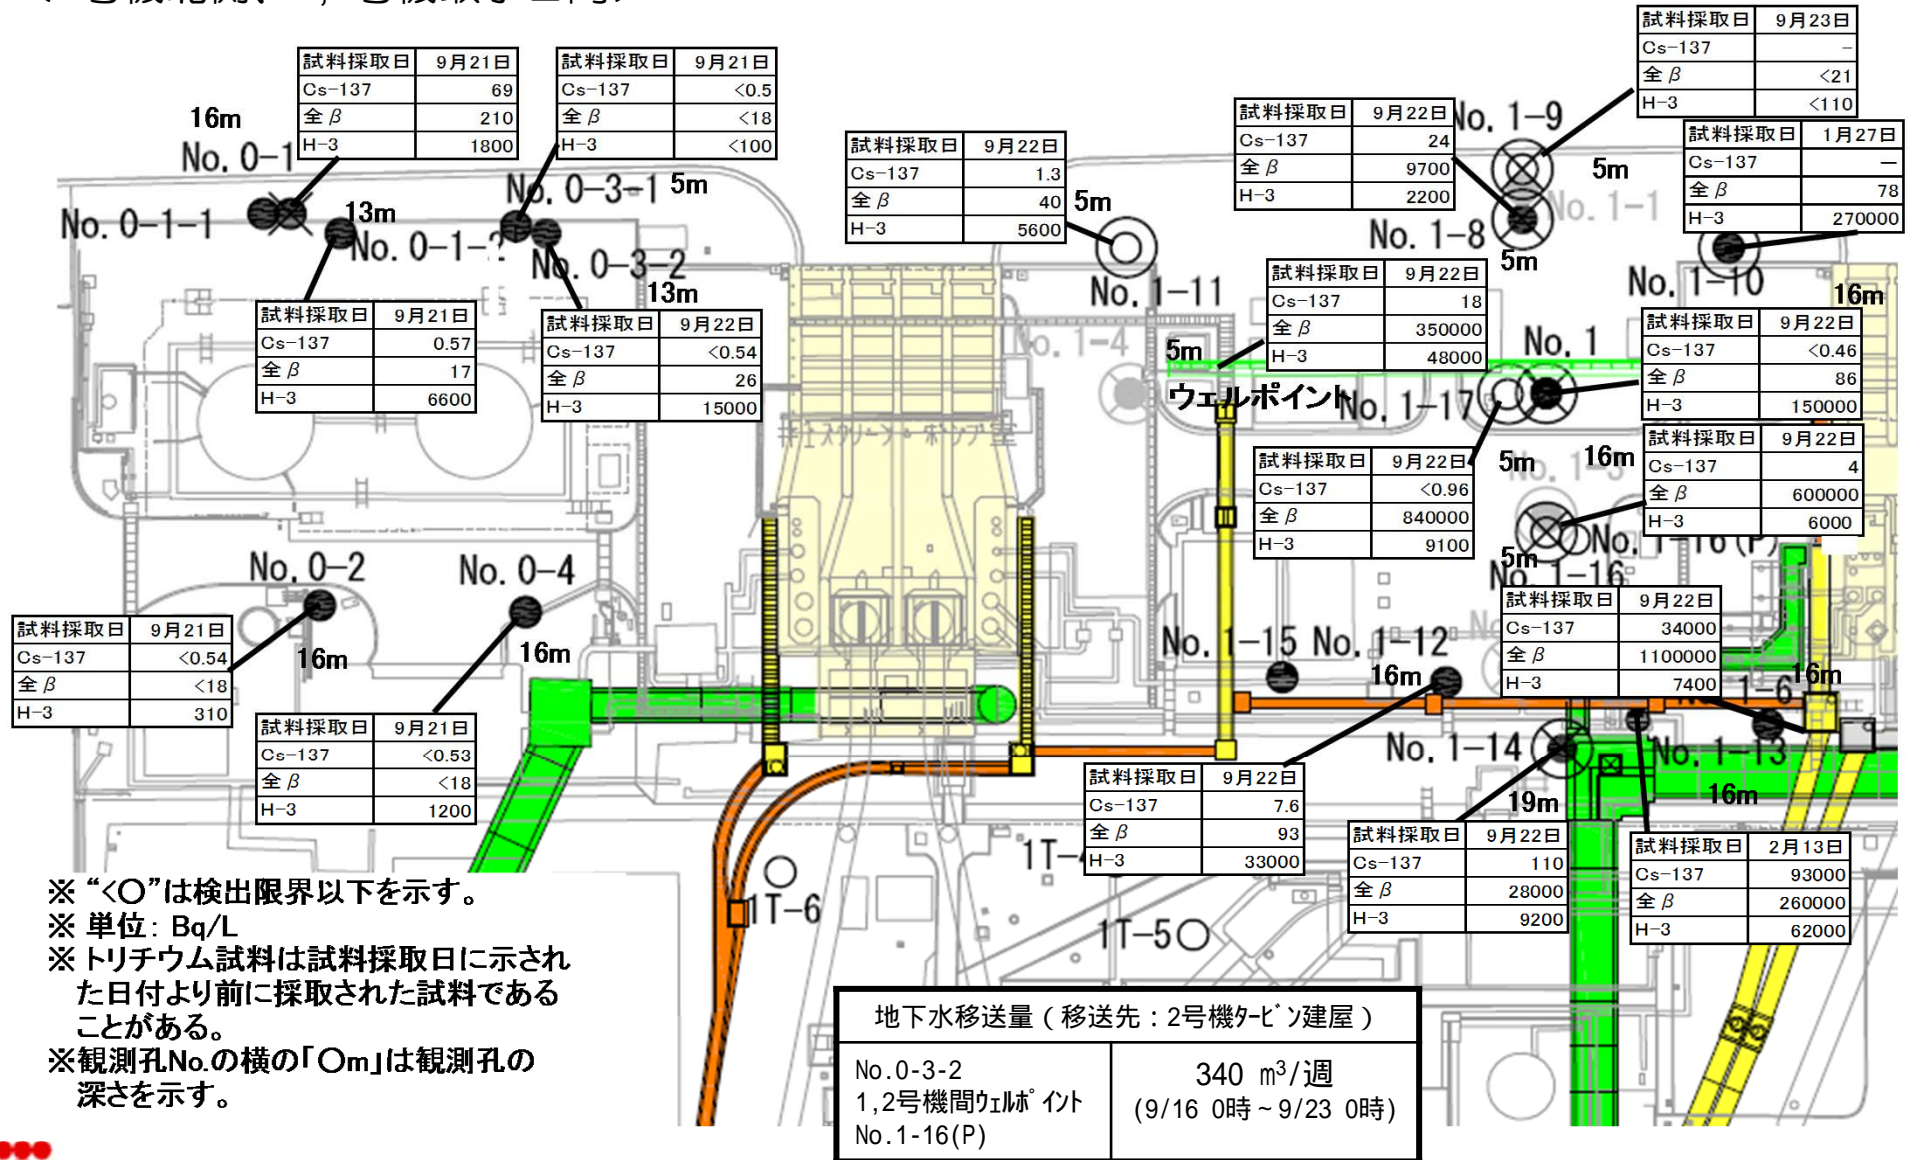 試料採取日 9月21日
Cs-137 69
全β 210
H-3 1800
試料採取日 9月21日
Cs-137 <0.5
全β <18
H-3 <100
試料採取日 9月22日
Cs-137 1.3
全β 40
H-3 5600
試料採取日 9月22日
Cs-137 24
全β 9700
H-3 2200
試料採取日 9月23日
Cs-137 -
全β <21
H-3 <110
試料採取日 1月27日
Cs-137 —
全β 78
H-3 270000
16m
No. 0-1
No. 0-1-1
13m
No. 0-1-2
No. 0-3-1 5m
No. 0-3-2
13m
5m
No. 1-11
No. 1-9
5m
No. 1-1
No. 1-8
5m
No. 1-10
16m
試料採取日 9月21日
Cs-137 0.57
全β 17
H-3 6600
試料採取日 9月22日
Cs-137 <0.54
全β 26
H-3 15000
試料採取日 9月22日
Cs-137 18
全β 350000
H-3 48000
試料採取日 9月22日
Cs-137 <0.46
全β 86
H-3 150000
1-4
5m
ウェルポイント
No. 1-17
No. 1
試料採取日 9月22日
Cs-137 <0.96
全β 840000
H-3 9100
5m
16m
No. 1-3
試料採取日 9月22日
Cs-137 4
全β 600000
H-3 6000
No. 1-16(P)
5m
No. 1-16
No. 0-2
16m
No. 0-4
16m
試料採取日 9月21日
Cs-137 <0.54
全β <18
H-3 310
試料採取日 9月21日
Cs-137 <0.53
全β <18
H-3 1200
No. 1-15 No. 1-12
16m
試料採取日 9月22日
Cs-137 34000
全β 1100000
H-3 7400
1-6
16m
No. 1-14
19m
No. 1-13
16m
試料採取日 9月22日
Cs-137 7.6
全β 93
H-3 33000
試料採取日 9月22日
Cs-137 110
全β 28000
H-3 9200
試料採取日 2月13日
Cs-137 93000
全β 260000
H-3 62000
1T-6
1T-5
※ “<○”は検出限界以下を示す。
※ 単位: Bq/L
※ トリチウム試料は試料採取日に示され
た日付より前に採取された試料である
ことがある。
※観測孔No.の横の「○m」は観測孔の
深さを示す。
地下水移送量(移送先:2号機タービン建屋)
No.0-3-2
1,2号機間ウェルポイント
No.1-16(P)
340 m³/週
(9/16 0時~9/23 0時)